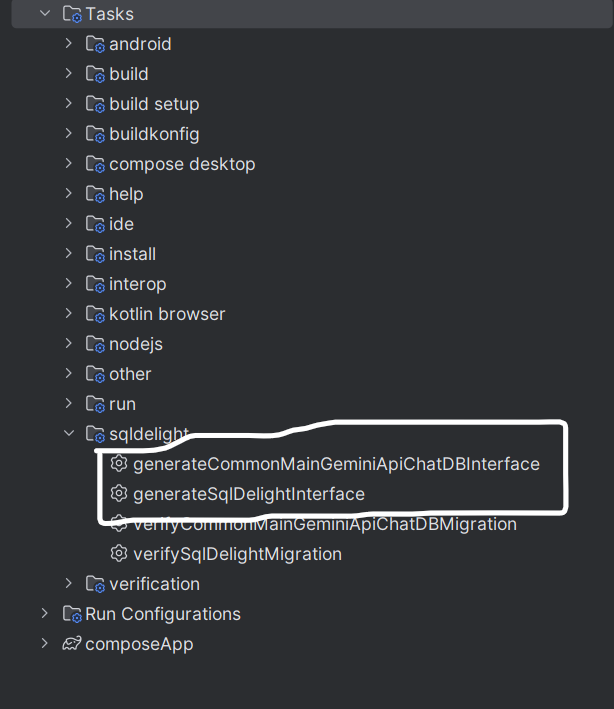 Tasks
android
build
build setup
buildkonfig
compose desktop
help
ide
install
interop
kotlin browser
nodejs
other
run
sqldelight
generateCommonMainGeminiApiChatDBInterface
generateSqlDelightInterface
verifyCommonMainGeminiApiChatDBMigration
verifySqlDelightMigration
verification
Run Configurations
composeApp